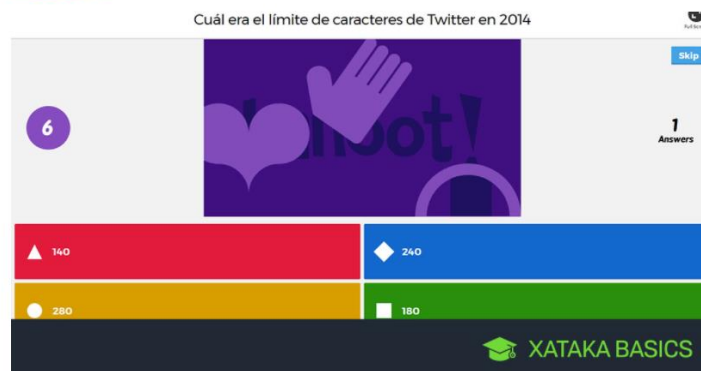 Cuál era el límite de caracteres de Twitter en 2014
Skip
6
Kahoot!
1
Answers
140
240
280
180
XATAKA BASICS